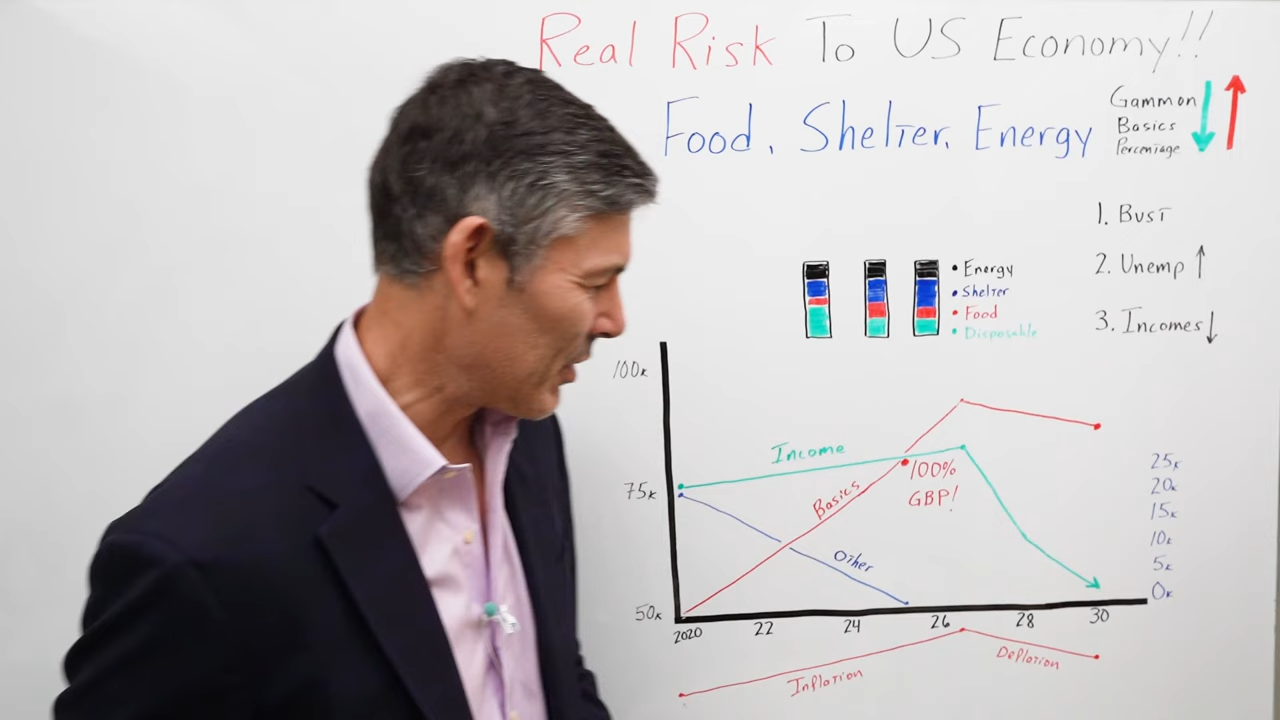 Real Risk To US Economy!!
Food, Shelter, Energy
Gammon
Basics
Percentage
1. Bust
2. Unemp ↑
3. Incomes ↓
• Energy
• Shelter
• Food
• Disposable
100k
75k
50k
Income
Basics
100%
GBP!
Other
25k
20k
15k
10k
5k
0k
2020 22 24 26 28 30
Inflation
Deflation